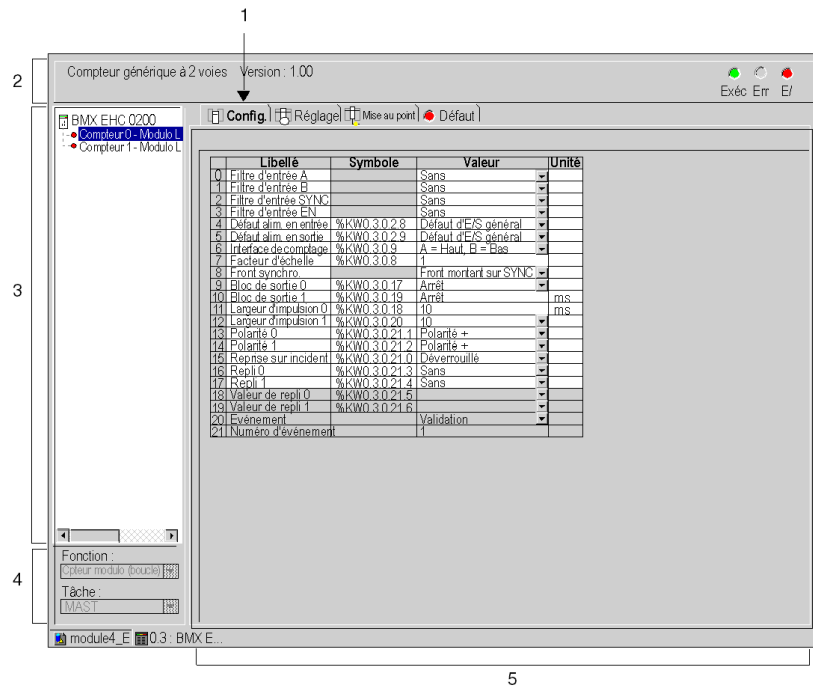 1
2
Compteur générique à 2 voies Version : 1.00
Exéc Err E/
3
BMX EHC 0200
Compteur 0 - Modulo L
Compteur 1 - Modulo L
Config. Réglage Mise au point Défaut
Libellé Symbole Valeur Unité
0 Filtre d'entrée A Sans
1 Filtre d'entrée B Sans
2 Filtre d'entrée SYNC Sans
3 Filtre d'entrée EN Sans
4 Défaut alim. en entrée %KW0.3.0.2.8 Défaut d'E/S général
5 Défaut alim. en sortie %KW0.3.0.2.9 Défaut d'E/S général
6 Interface de comptage %KW0.3.0.9 A = Haut, B = Bas
7 Facteur d'échelle %KW0.3.0.8 1
8 Front synchro. Front montant sur SYNC
9 Bloc de sortie 0 %KW0.3.0.17 Arrêt
10 Bloc de sortie 1 %KW0.3.0.19 Arrêt ms
11 Largeur d'impulsion 0 %KW0.3.0.18 10 ms
12 Largeur d'impulsion 1 %KW0.3.0.20 10
13 Polarité 0 %KW0.3.0.21.1 Polarité +
14 Polarité 1 %KW0.3.0.21.2 Polarité +
15 Reprise sur incident %KW0.3.0.21.0 Déverrouillé
16 Repli 0 %KW0.3.0.21.3 Sans
17 Repli 1 %KW0.3.0.21.4 Sans
18 Valeur de repli 0 %KW0.3.0.21.5
19 Valeur de repli 1 %KW0.3.0.21.6
20 Evénement Validation
21 Numéro d'événement 1
4
Fonction :
Cpteur modulo (boucle)
Tâche :
MAST
module4_E 0.3 : BMX E...
5